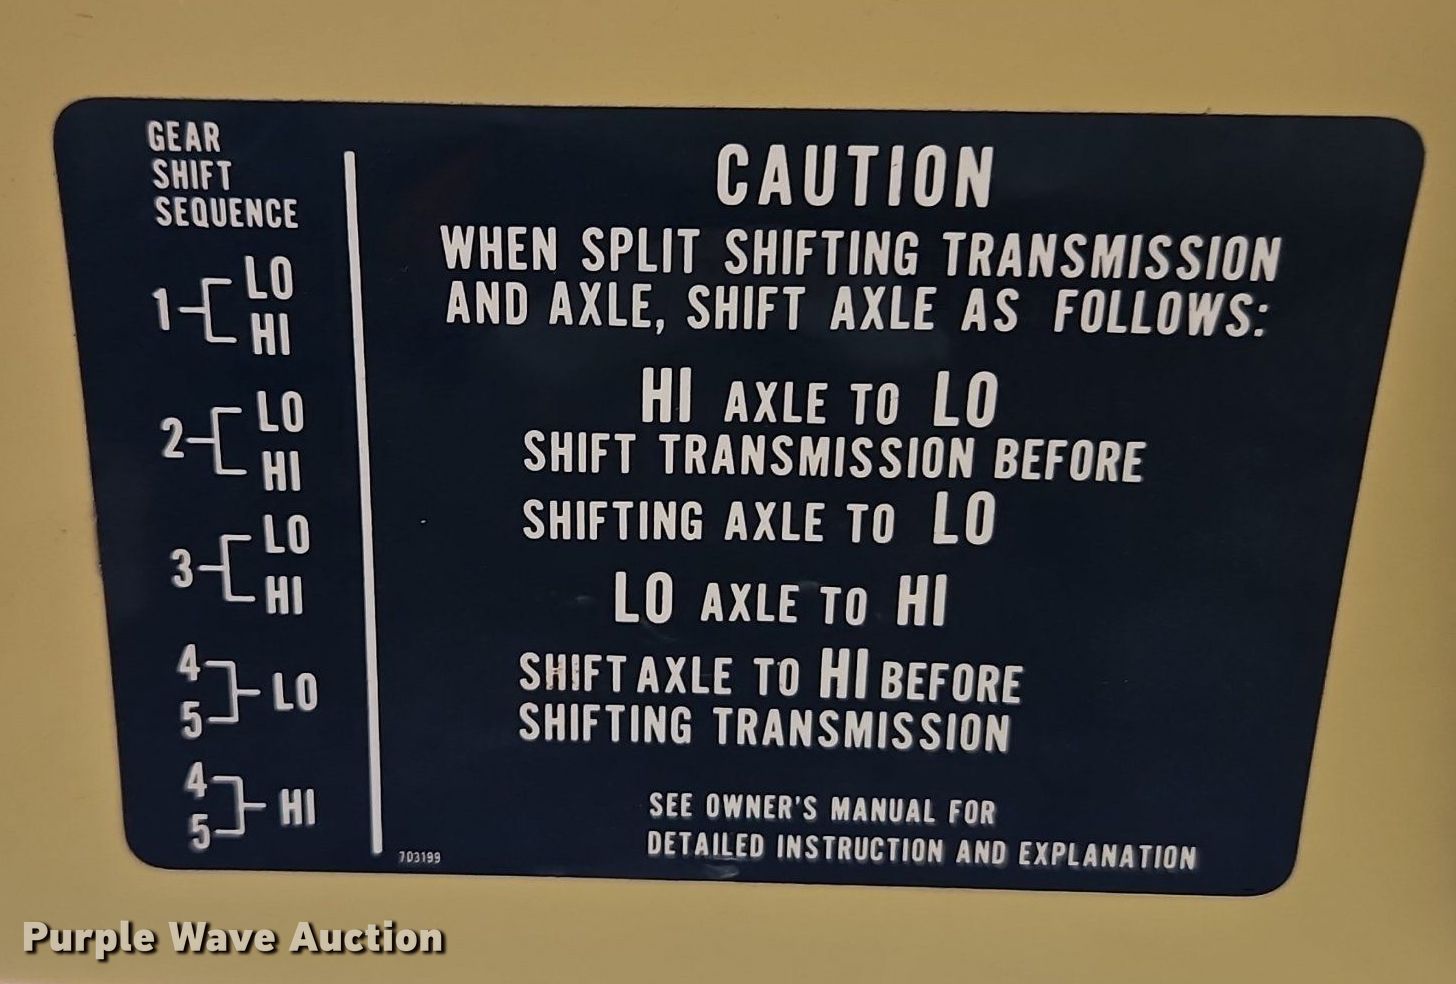 GEAR
SHIFT
SEQUENCE
1 LO
HI
2 LO
HI
3 LO
HI
4
5 LO
4
5 HI
CAUTION
WHEN SPLIT SHIFTING TRANSMISSION
AND AXLE, SHIFT AXLE AS FOLLOWS:
HI AXLE TO LO
SHIFT TRANSMISSION BEFORE
SHIFTING AXLE TO LO
LO AXLE TO HI
SHIFT AXLE TO HI BEFORE
SHIFTING TRANSMISSION
SEE OWNER'S MANUAL FOR
DETAILED INSTRUCTION AND EXPLANATION
703199
Purple Wave Auction